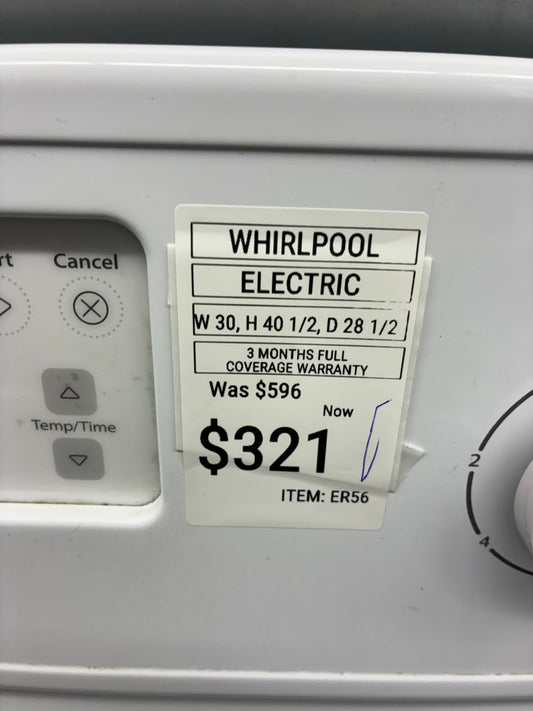 rt
Cancel
Temp/Time
WHIRLPOOL
ELECTRIC
W 30, H 40 1/2, D 28 1/2
3 MONTHS FULL
COVERAGE WARRANTY
Was $596
Now
$321
ITEM: ER56
2
4